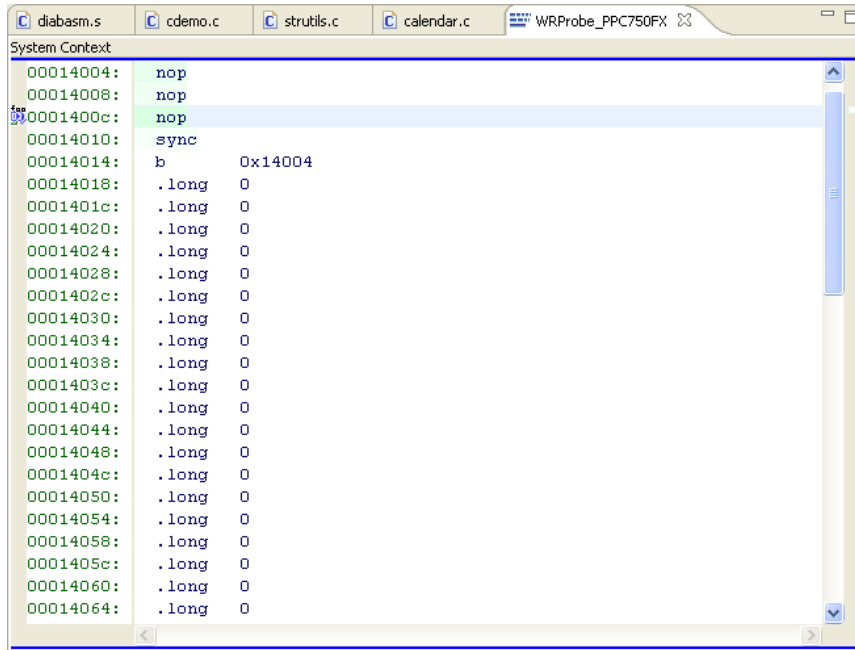 diabasm.s cdemo.c strutils.c calendar.c WRProbe_PPC750FX
System Context
00014004: nop
00014008: nop
0001400c: nop
00014010: sync
00014014: b 0x14004
00014018: .long 0
0001401c: .long 0
00014020: .long 0
00014024: .long 0
00014028: .long 0
0001402c: .long 0
00014030: .long 0
00014034: .long 0
00014038: .long 0
0001403c: .long 0
00014040: .long 0
00014044: .long 0
00014048: .long 0
0001404c: .long 0
00014050: .long 0
00014054: .long 0
00014058: .long 0
0001405c: .long 0
00014060: .long 0
00014064: .long 0